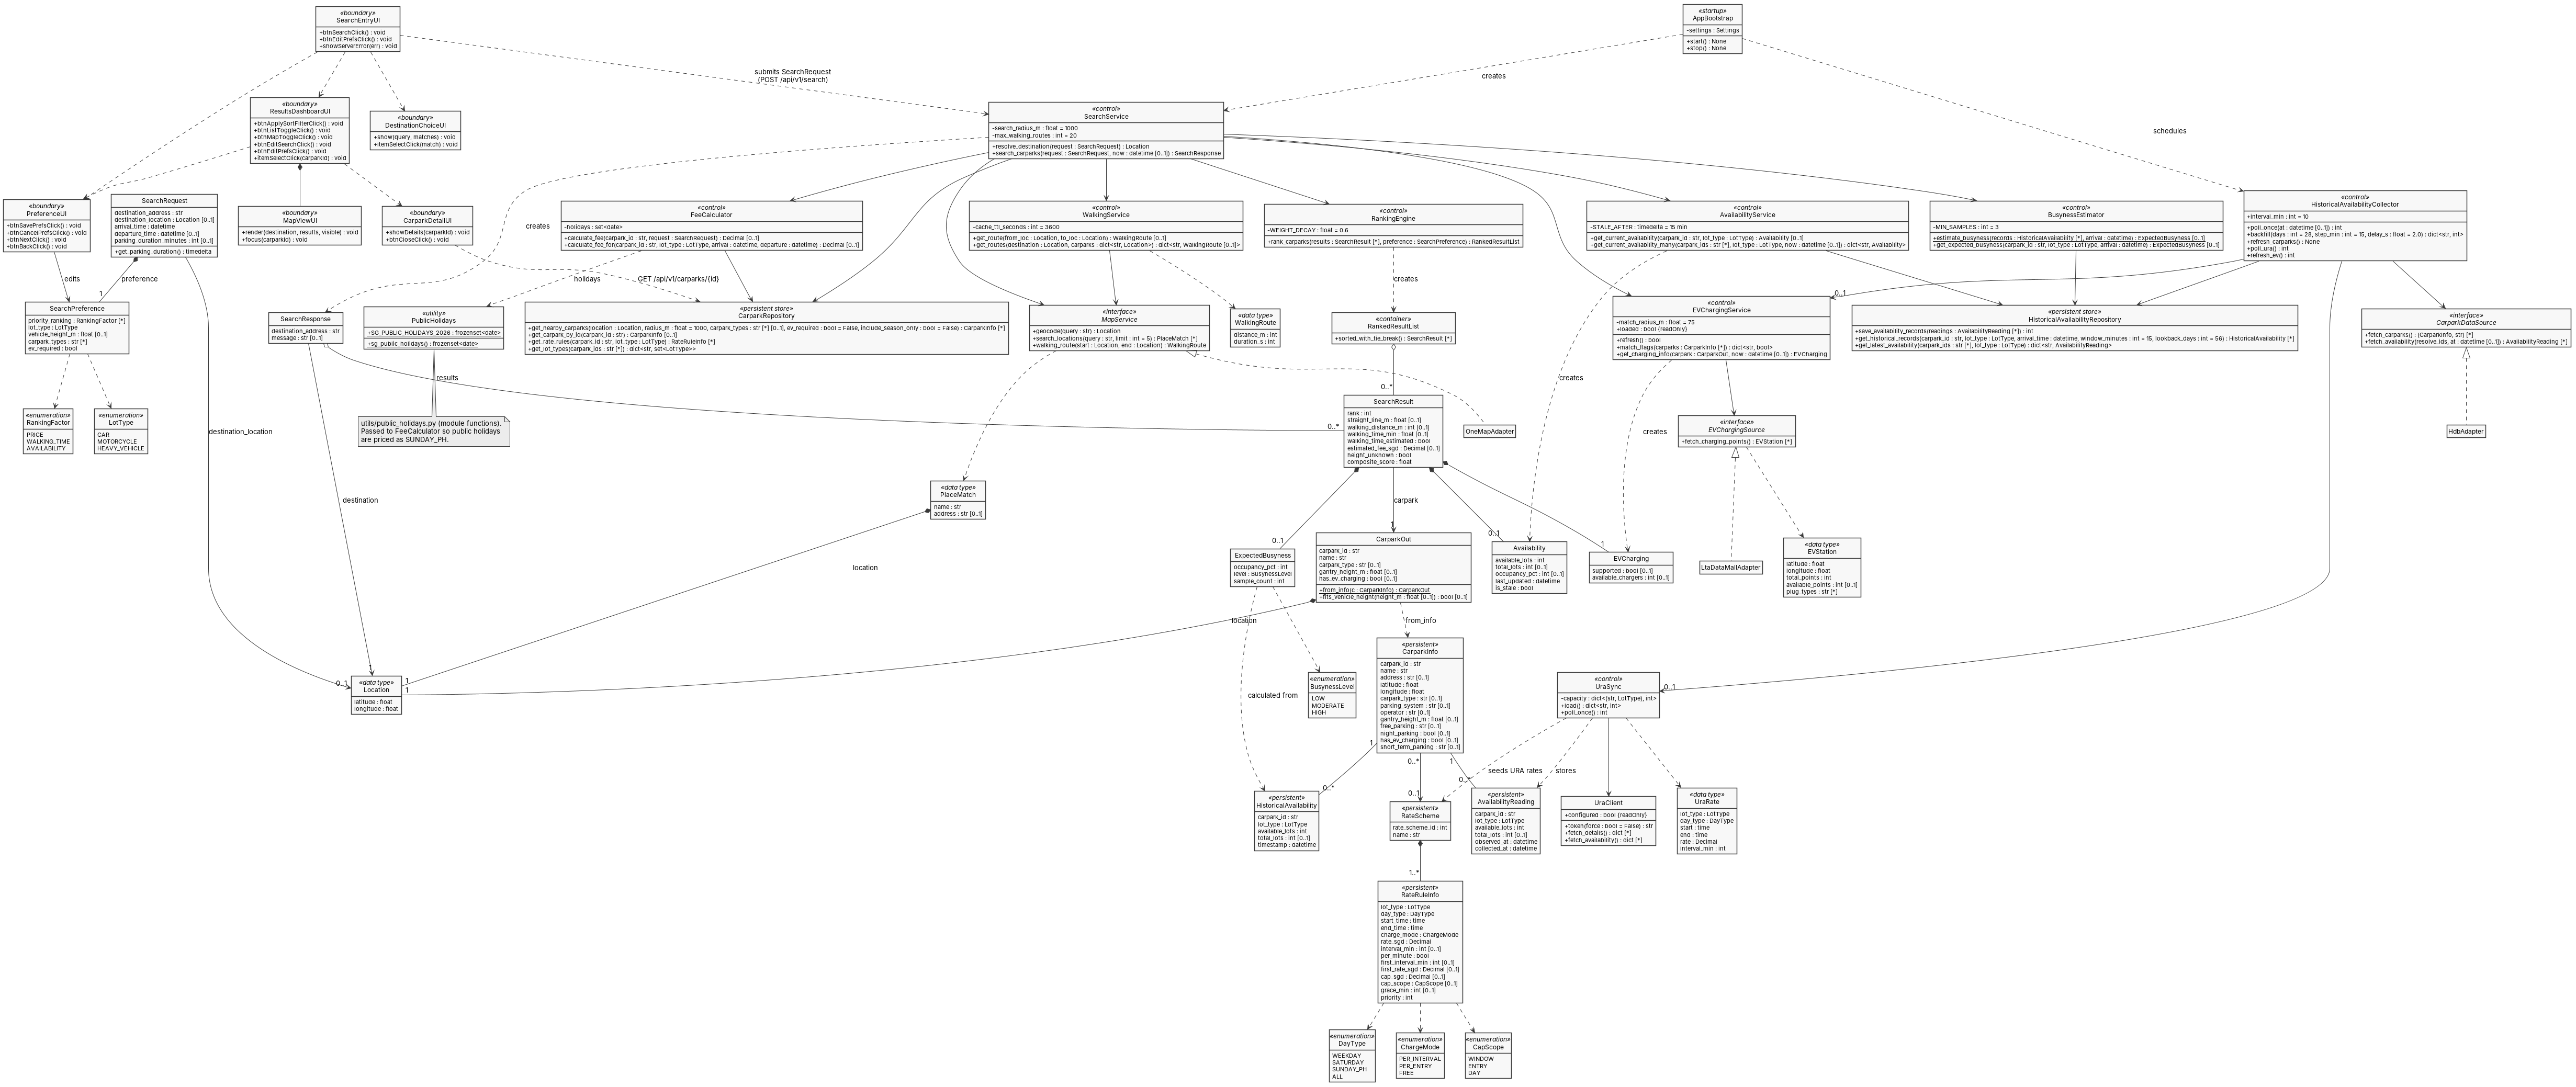 «boundary»
SearchEntryUI
+btnSearchClick() : void
+btnEditPrefsClick() : void
+showServerError(err) : void
«startup»
AppBootstrap
-settings : Settings
+start() : None
+stop() : None
submits SearchRequest
(POST /api/v1/search)
creates
schedules
«boundary»
ResultsDashboardUI
+btnApplySortFilterClick() : void
+btnListToggleClick() : void
+btnMapToggleClick() : void
+btnEditSearchClick() : void
+btnEditPrefsClick() : void
+itemSelectClick(carparkId) : void
«boundary»
DestinationChoiceUI
+show(query, matches) : void
+itemSelectClick(match) : void
«control»
SearchService
-search_radius_m : float = 1000
-max_walking_routes : int = 20
+resolve_destination(request : SearchRequest) : Location
+search_carparks(request : SearchRequest, now : datetime [0..1]) : SearchResponse
«boundary»
PreferenceUI
+btnSavePrefsClick() : void
+btnCancelPrefsClick() : void
+btnNextClick() : void
+btnBackClick() : void
SearchRequest
destination_address : str
destination_location : Location [0..1]
arrival_time : datetime
departure_time : datetime [0..1]
parking_duration_minutes : int [0..1]
+get_parking_duration() : timedelta
«boundary»
MapViewUI
+render(destination, results, visible) : void
+focus(carparkId) : void
«boundary»
CarparkDetailUI
+showDetails(carparkId) : void
+btnCloseClick() : void
creates
«control»
FeeCalculator
-holidays : set<date>
+calculate_fee(carpark_id : str, request : SearchRequest) : Decimal [0..1]
+calculate_fee_for(carpark_id : str, lot_type : LotType, arrival : datetime, departure : datetime) : Decimal [0..1]
«control»
WalkingService
-cache_ttl_seconds : int = 3600
+get_route(from_loc : Location, to_loc : Location) : WalkingRoute [0..1]
+get_routes(destination : Location, carparks : dict<str, Location>) : dict<str, WalkingRoute [0..1]>
«control»
RankingEngine
-WEIGHT_DECAY : float = 0.6
+rank_carparks(results : SearchResult [*], preference : SearchPreference) : RankedResultList
«control»
AvailabilityService
-STALE_AFTER : timedelta = 15 min
+get_current_availability(carpark_id : str, lot_type : LotType) : Availability [0..1]
+get_current_availability_many(carpark_ids : str [*], lot_type : LotType, now : datetime [0..1]) : dict<str, Availability>
«control»
BusynessEstimator
-MIN_SAMPLES : int = 3
+estimate_busyness(records : HistoricalAvailability [*], arrival : datetime) : ExpectedBusyness [0..1]
+get_expected_busyness(carpark_id : str, lot_type : LotType, arrival : datetime) : ExpectedBusyness [0..1]
«control»
HistoricalAvailabilityCollector
+interval_min : int = 10
+poll_once(at : datetime [0..1]) : int
+backfill(days : int = 28, step_min : int = 15, delay_s : float = 2.0) : dict<str, int>
+refresh_carparks() : None
+poll_ura() : int
+refresh_ev() : int
edits
preference
1
holidays
GET /api/v1/carparks/{id}
creates
0..1
SearchPreference
priority_ranking : RankingFactor [*]
lot_type : LotType
vehicle_height_m : float [0..1]
carpark_types : str [*]
ev_required : bool
SearchResponse
destination_address : str
message : str [0..1]
«utility»
PublicHolidays
+SG_PUBLIC_HOLIDAYS_2026 : frozenset<date>
+sg_public_holidays() : frozenset<date>
«persistent store»
CarparkRepository
+get_nearby_carparks(location : Location, radius_m : float = 1000, carpark_types : str [*] [0..1], ev_required : bool = False, include_season_only : bool = False) : CarparkInfo [*]
+get_carpark_by_id(carpark_id : str) : CarparkInfo [0..1]
+get_rate_rules(carpark_id : str, lot_type : LotType) : RateRuleInfo [*]
+get_lot_types(carpark_ids : str [*]) : dict<str, set<LotType>>
«interface»
MapService
+geocode(query : str) : Location
+search_locations(query : str, limit : int = 5) : PlaceMatch [*]
+walking_route(start : Location, end : Location) : WalkingRoute
«data type»
WalkingRoute
distance_m : int
duration_s : int
«container»
RankedResultList
+sorted_with_tie_break() : SearchResult [*]
«control»
EVChargingService
-match_radius_m : float = 75
+loaded : bool {readOnly}
+refresh() : bool
+match_flags(carparks : CarparkInfo [*]) : dict<str, bool>
+get_charging_info(carpark : CarparkOut, now : datetime [0..1]) : EVCharging
«persistent store»
HistoricalAvailabilityRepository
+save_availability_records(readings : AvailabilityReading [*]) : int
+get_historical_records(carpark_id : str, lot_type : LotType, arrival_time : datetime, window_minutes : int = 15, lookback_days : int = 56) : HistoricalAvailability [*]
+get_latest_availability(carpark_ids : str [*], lot_type : LotType) : dict<str, AvailabilityReading>
«interface»
CarparkDataSource
+fetch_carparks() : (CarparkInfo, str) [*]
+fetch_availability(resolve_ids, at : datetime [0..1]) : AvailabilityReading [*]
results
creates
0..*
«enumeration»
RankingFactor
PRICE
WALKING_TIME
AVAILABILITY
«enumeration»
LotType
CAR
MOTORCYCLE
HEAVY_VEHICLE
destination_location
utils/public_holidays.py (module functions).
Passed to FeeCalculator so public holidays
are priced as SUNDAY_PH.
0..*
SearchResult
rank : int
straight_line_m : float [0..1]
walking_distance_m : int [0..1]
walking_time_min : float [0..1]
walking_time_estimated : bool
estimated_fee_sgd : Decimal [0..1]
height_unknown : bool
composite_score : float
OneMapAdapter
creates
«interface»
EVChargingSource
+fetch_charging_points() : EVStation [*]
HdbAdapter
destination
«data type»
PlaceMatch
name : str
address : str [0..1]
carpark
location
0..1
1
0..1
1
ExpectedBusyness
occupancy_pct : int
level : BusynessLevel
sample_count : int
CarparkOut
carpark_id : str
name : str
carpark_type : str [0..1]
gantry_height_m : float [0..1]
has_ev_charging : bool [0..1]
+from_info(c : CarparkInfo) : CarparkOut
+fits_vehicle_height(height_m : float [0..1]) : bool [0..1]
Availability
available_lots : int
total_lots : int [0..1]
occupancy_pct : int [0..1]
last_updated : datetime
is_stale : bool
EVCharging
supported : bool [0..1]
available_chargers : int [0..1]
LtaDataMallAdapter
«data type»
EVStation
latitude : float
longitude : float
total_points : int
available_points : int [0..1]
plug_types : str [*]
location
from_info
1
0..1
1
1
«data type»
Location
latitude : float
longitude : float
calculated from
«enumeration»
BusynessLevel
LOW
MODERATE
HIGH
«persistent»
CarparkInfo
carpark_id : str
name : str
address : str [0..1]
latitude : float
longitude : float
carpark_type : str [0..1]
parking_system : str [0..1]
operator : str [0..1]
gantry_height_m : float [0..1]
free_parking : str [0..1]
night_parking : bool [0..1]
has_ev_charging : bool [0..1]
short_term_parking : str [0..1]
«control»
UraSync
-capacity : dict<(str, LotType), int>
+load() : dict<str, int>
+poll_once() : int
0..1
1
0..*
1
seeds URA rates
stores
0..*
0..1
0..*
«persistent»
HistoricalAvailability
carpark_id : str
lot_type : LotType
available_lots : int
total_lots : int [0..1]
timestamp : datetime
«persistent»
RateScheme
rate_scheme_id : int
name : str
«persistent»
AvailabilityReading
carpark_id : str
lot_type : LotType
available_lots : int
total_lots : int [0..1]
observed_at : datetime
collected_at : datetime
UraClient
+configured : bool {readOnly}
+token(force : bool = False) : str
+fetch_details() : dict [*]
+fetch_availability() : dict [*]
«data type»
UraRate
lot_type : LotType
day_type : DayType
start : time
end : time
rate : Decimal
interval_min : int
1..*
«persistent»
RateRuleInfo
lot_type : LotType
day_type : DayType
start_time : time
end_time : time
charge_mode : ChargeMode
rate_sgd : Decimal
interval_min : int [0..1]
per_minute : bool
first_interval_min : int [0..1]
first_rate_sgd : Decimal [0..1]
cap_sgd : Decimal [0..1]
cap_scope : CapScope [0..1]
grace_min : int [0..1]
priority : int
«enumeration»
DayType
WEEKDAY
SATURDAY
SUNDAY_PH
ALL
«enumeration»
ChargeMode
PER_INTERVAL
PER_ENTRY
FREE
«enumeration»
CapScope
WINDOW
ENTRY
DAY